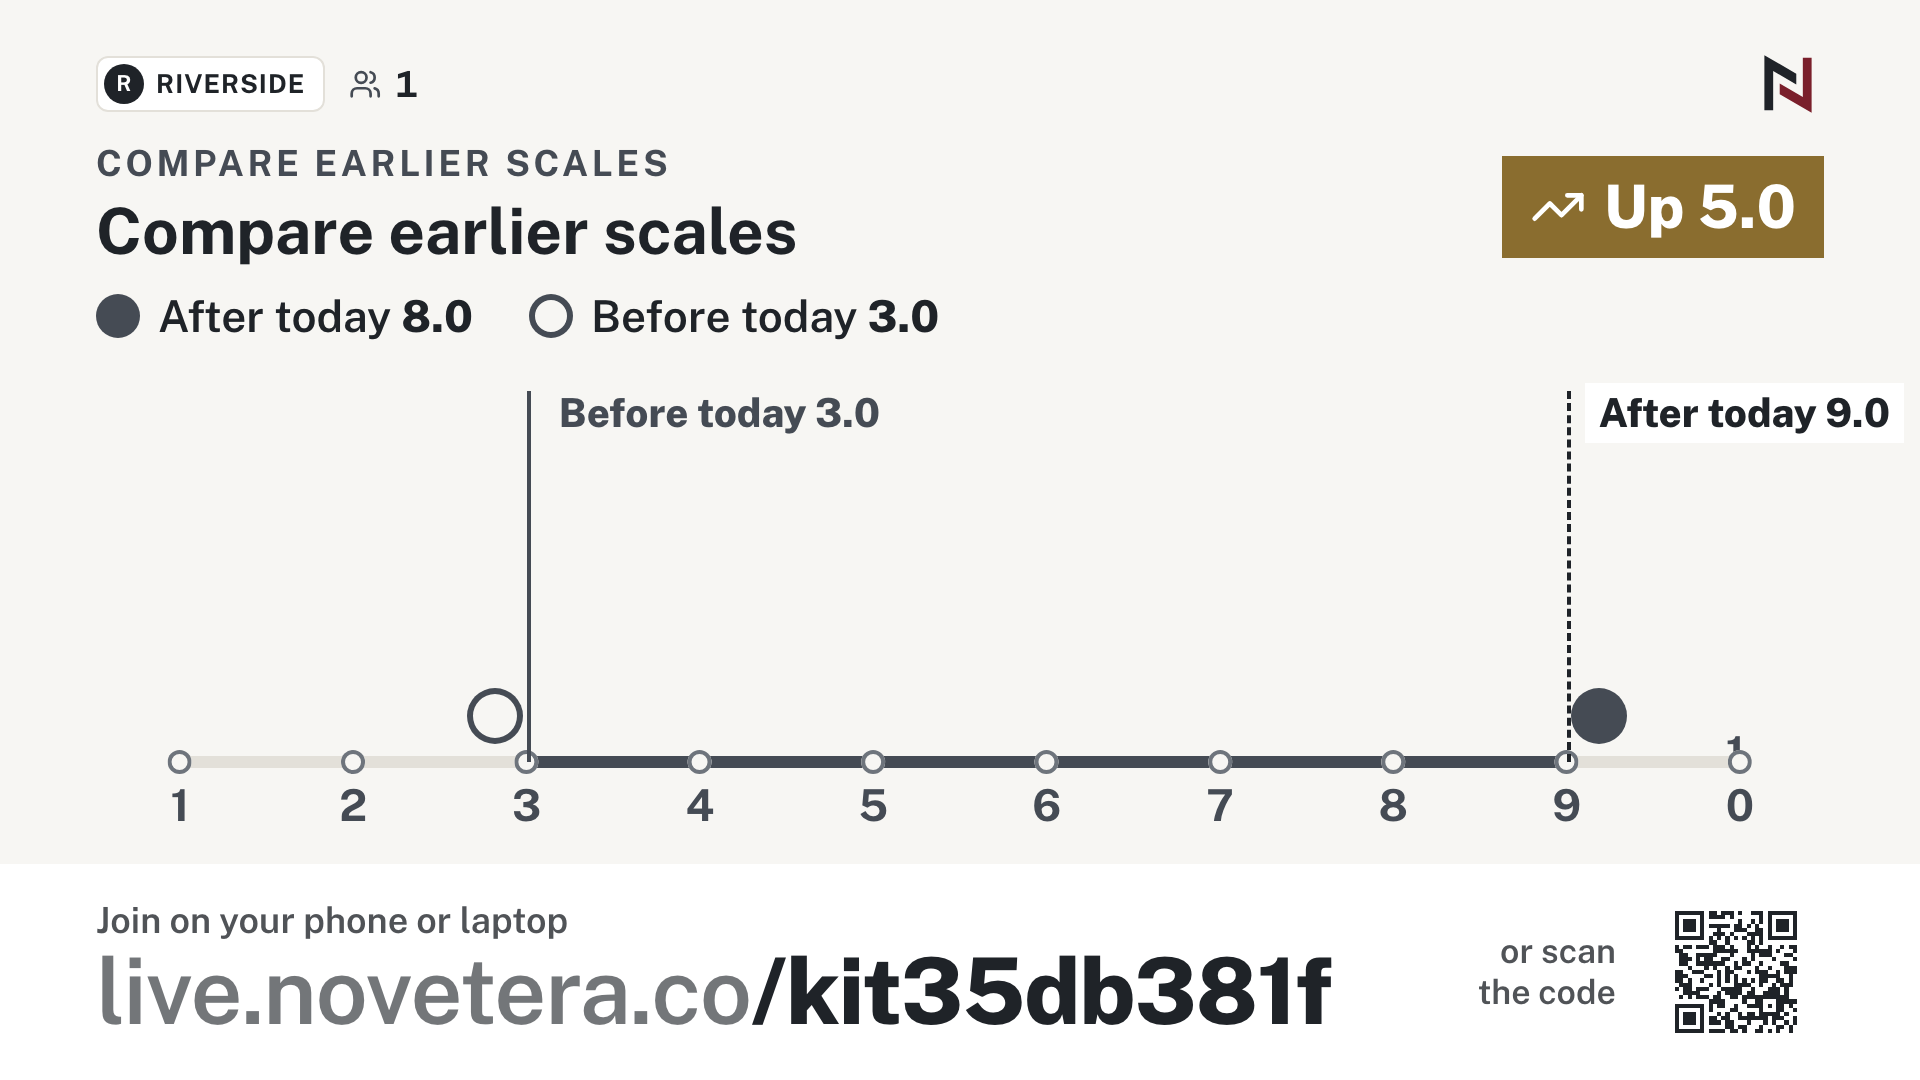 R RIVERSIDE 1
COMPARE EARLIER SCALES
Compare earlier scales
Up 5.0
After today 8.0 Before today 3.0
Before today 3.0
After today 9.0
1 2 3 4 5 6 7 8 9 10
Join on your phone or laptop
live.novetera.co/kit35db381f
or scan
the code